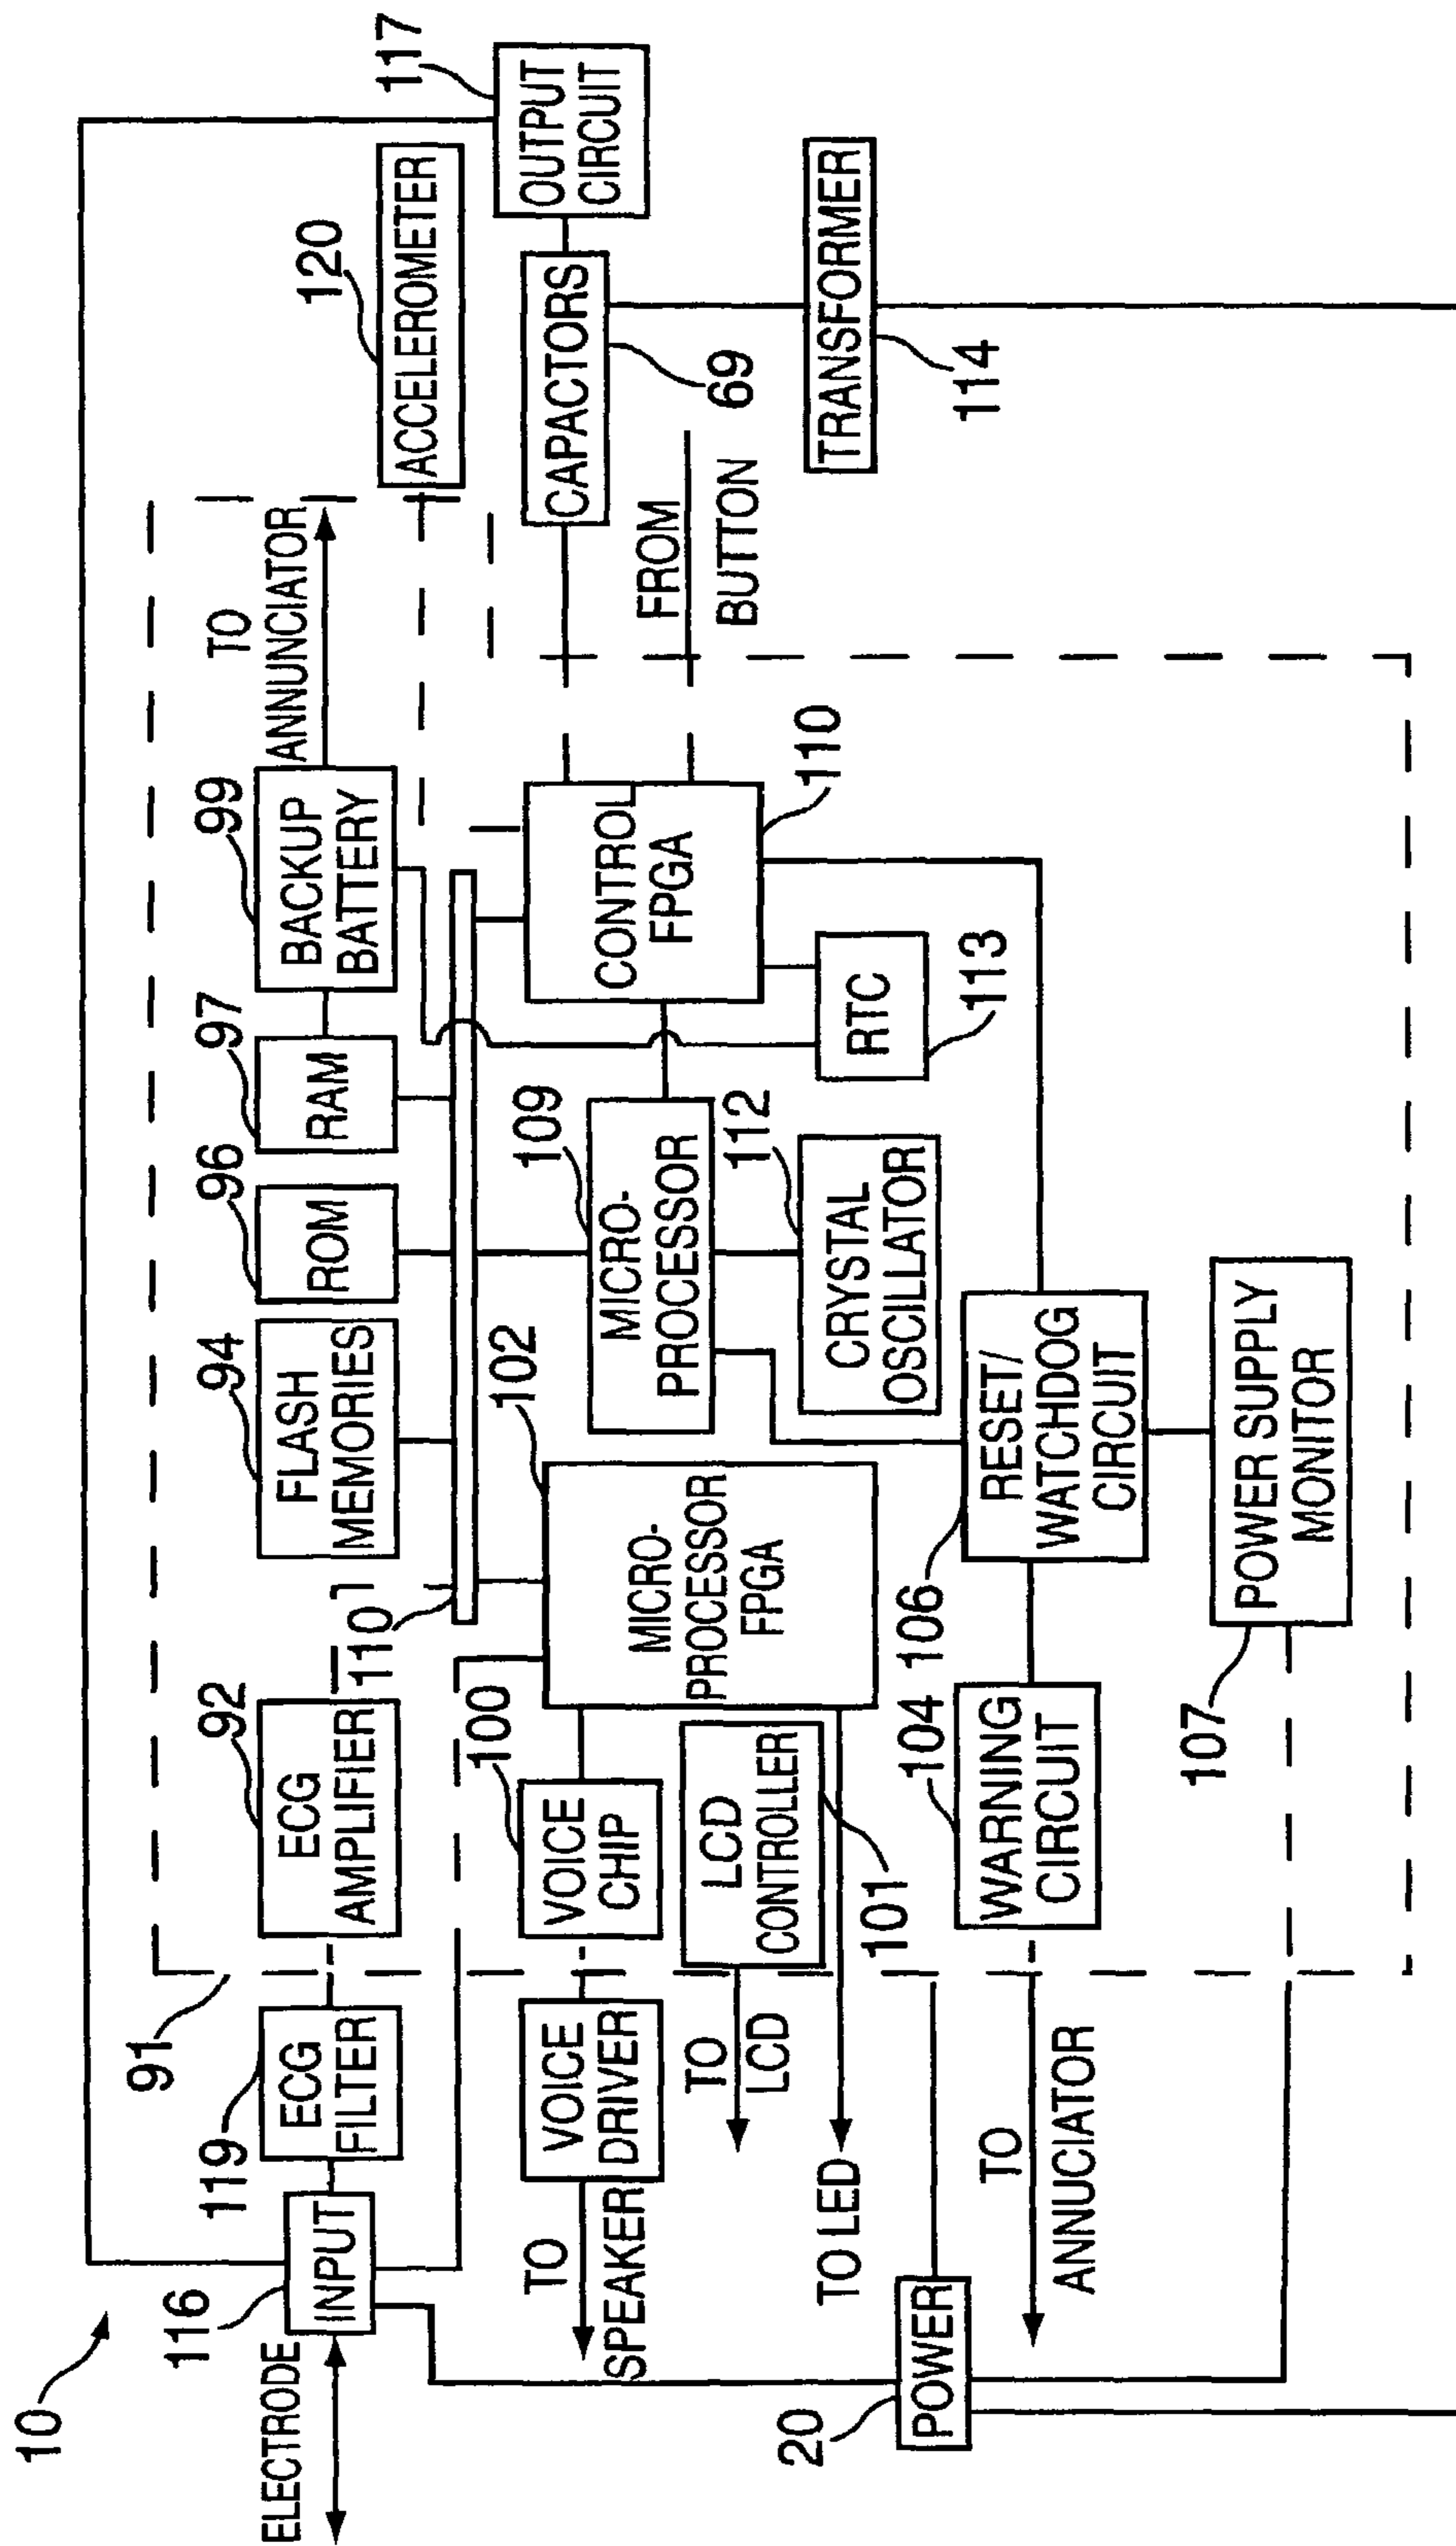 10
116
ELECTRODE
INPUT
119
ECG
FILTER
91
92
ECG
AMPLIFIER
110
94
FLASH
MEMORIES
96
ROM
97
RAM
99
BACKUP
BATTERY
TO
ANNUNCIATOR
120
ACCELEROMETER
117
OUTPUT
CIRCUIT
TO
SPEAKER
VOICE
DRIVER
100
VOICE
CHIP
102
MICRO-
PROCESSOR
FPGA
109
MICRO-
PROCESSOR
CONTROL
FPGA
110
CAPACTORS
69
FROM
BUTTON
TO
LCD
LCD
CONTROLLER
101
TO LED
112
CRYSTAL
OSCILLATOR
RTC
113
TRANSFORMER
114
20
POWER
TO
ANNUCIATOR
104
WARNING
CIRCUIT
106
RESET/
WATCHDOG
CIRCUIT
107
POWER SUPPLY
MONITOR